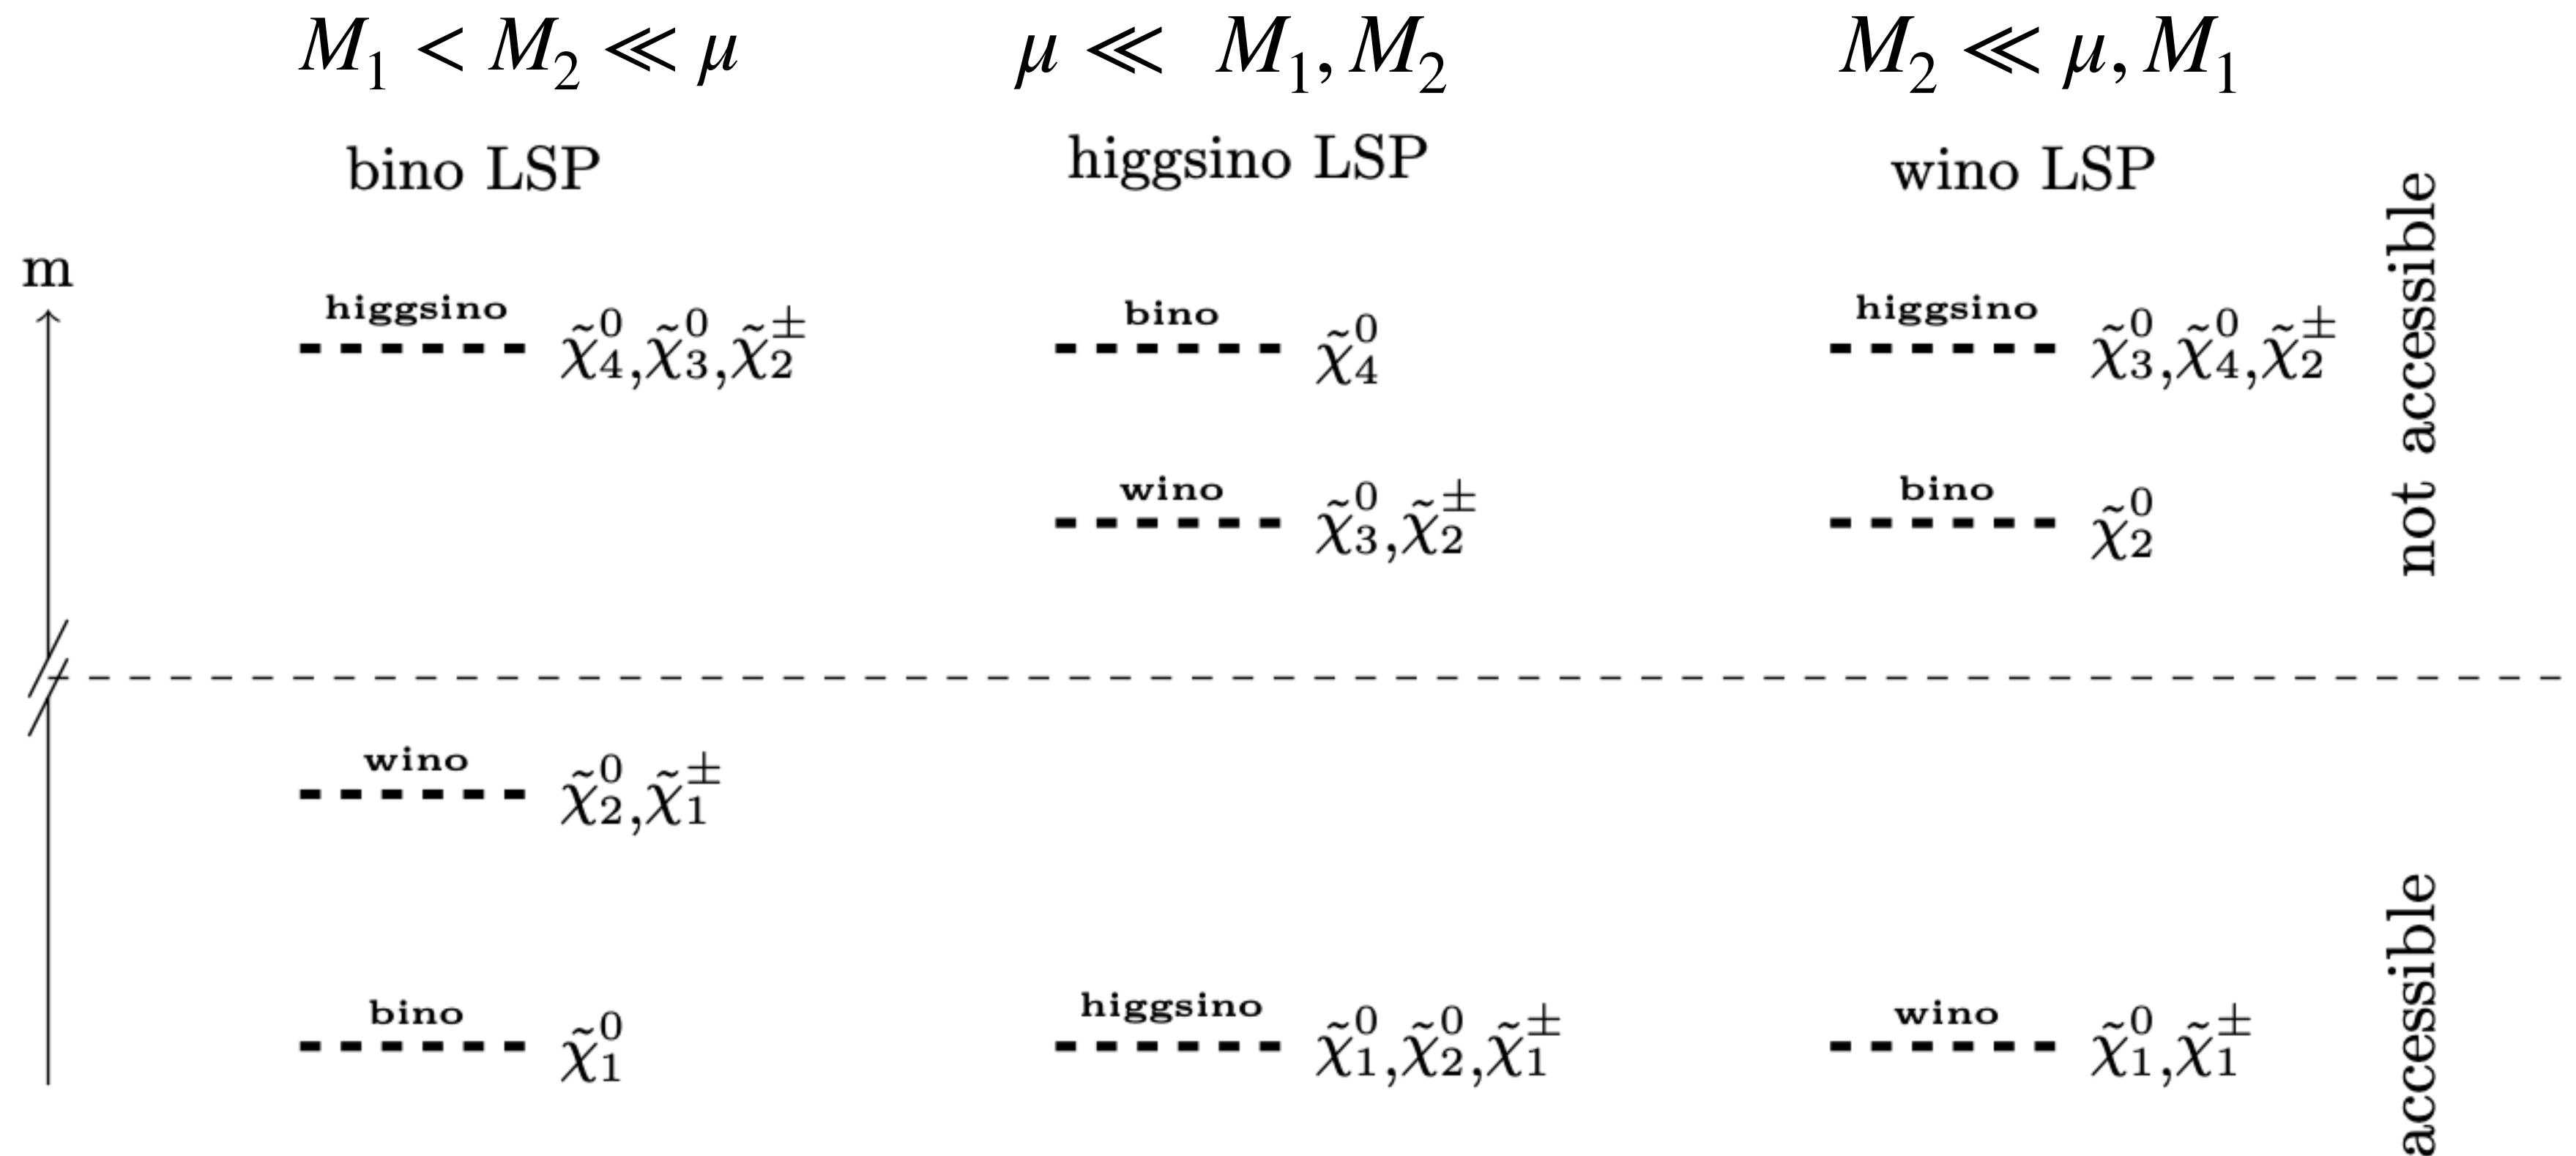 M₁ < M₂ ≪ μ
μ ≪ M₁, M₂
M₂ ≪ μ, M₁
bino LSP
higgsino LSP
wino LSP
m
higgsino
χ̃⁰₄,χ̃⁰₃,χ̃±₂
bino
χ̃⁰₄
higgsino
χ̃⁰₃,χ̃⁰₄,χ̃±₂
wino
χ̃⁰₃,χ̃±₂
bino
χ̃⁰₂
not accessible
wino
χ̃⁰₂,χ̃±₁
bino
χ̃⁰₁
higgsino
χ̃⁰₁,χ̃⁰₂,χ̃±₁
wino
χ̃⁰₁,χ̃±₁
accessible